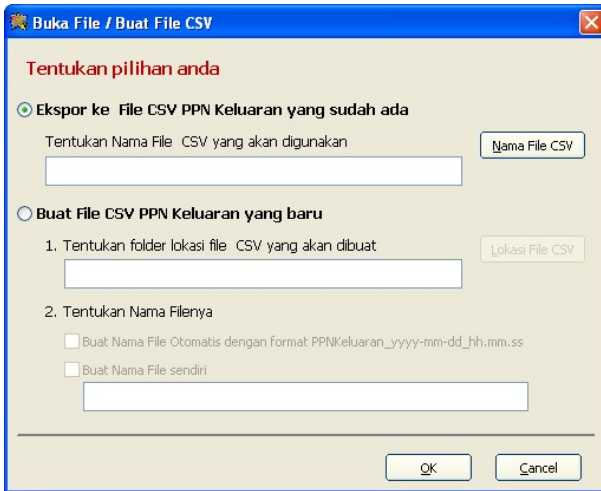 Buka File / Buat File CSV
Tentukan pilihan anda
Ekspor ke File CSV PPN Keluaran yang sudah ada
Tentukan Nama File CSV yang akan digunakan
Nama File CSV
Buat File CSV PPN Keluaran yang baru
1. Tentukan folder lokasi file CSV yang akan dibuat
Lokasi File CSV
2. Tentukan Nama Filenya
Buat Nama File Otomatis dengan format PPNKeluaran_yyyy-mm-dd_hh.mm.ss
Buat Nama File sendiri
OK Cancel